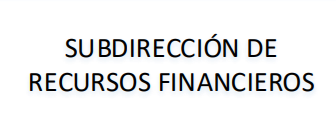 SUBDIRECCIÓN DE
RECURSOS FINANCIEROS